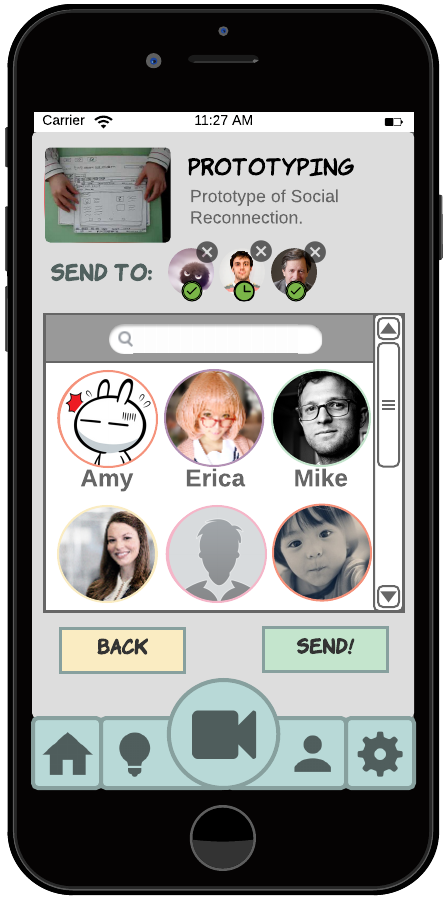 Carrier 11:27 AM
PROTOTYPING
Prototype of Social
Reconnection.
SEND TO:
Amy Erica Mike
BACK SEND!